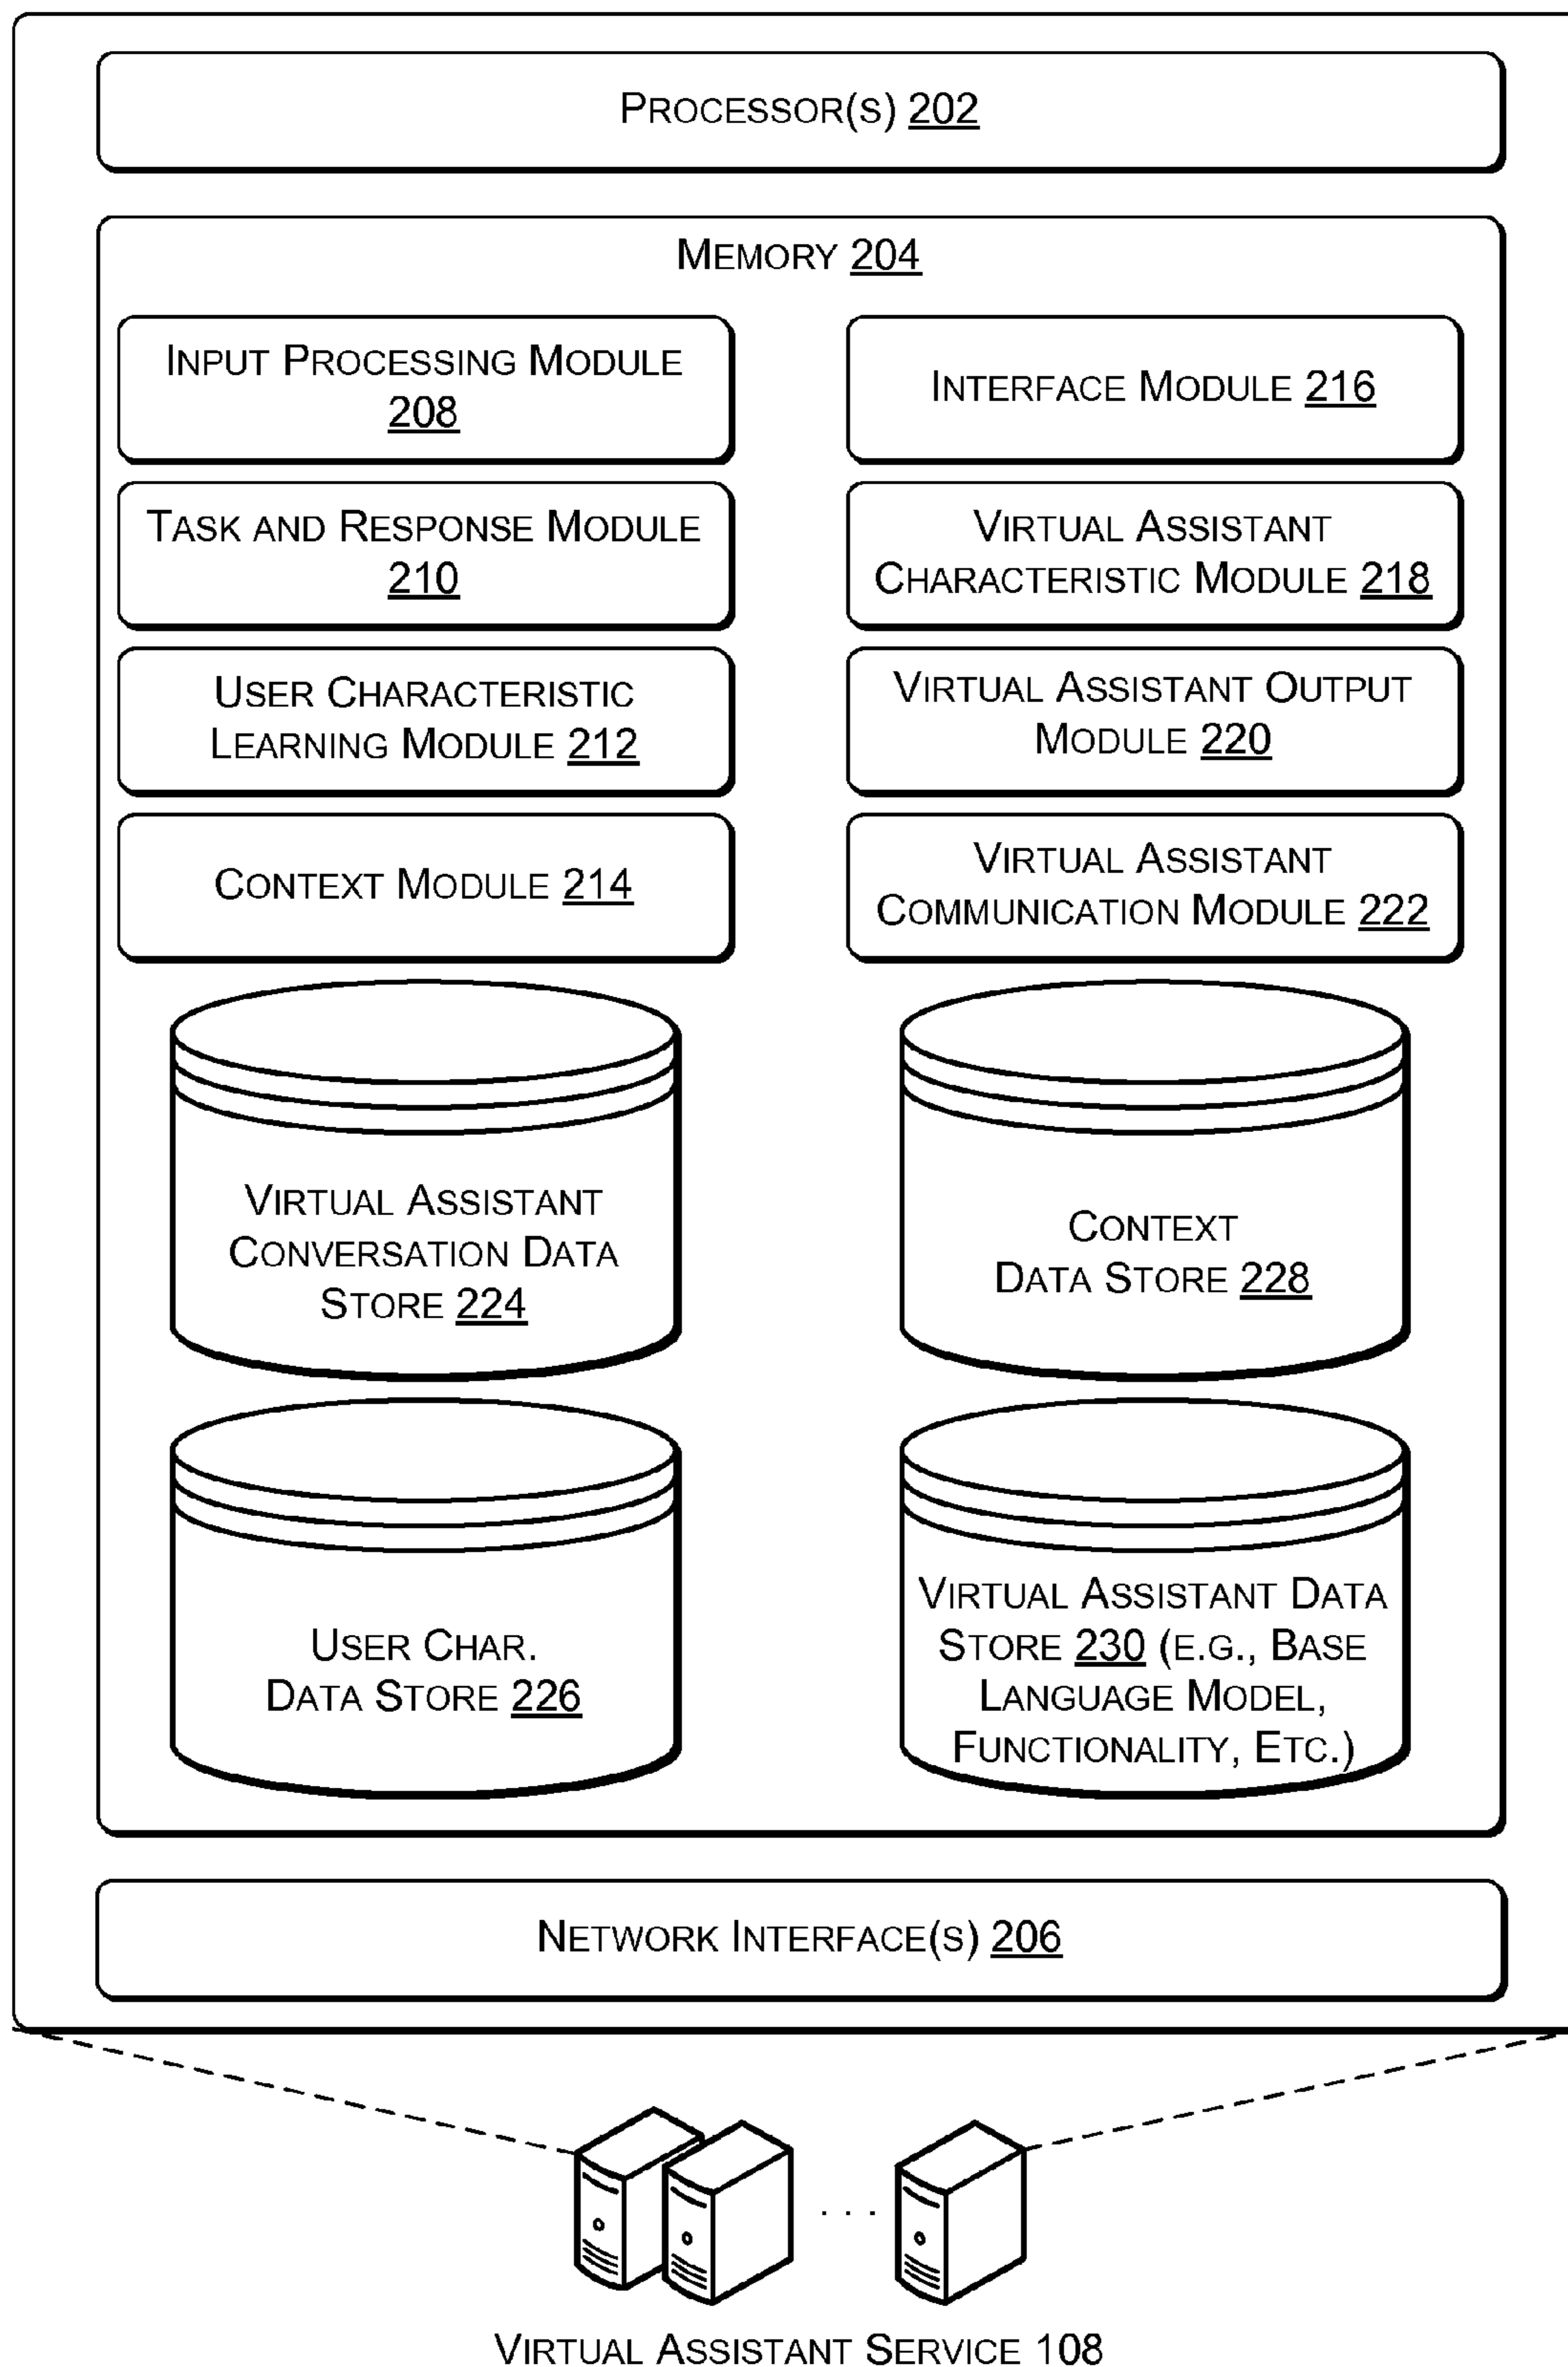 PROCESSOR(S) 202
MEMORY 204
INPUT PROCESSING MODULE
208
INTERFACE MODULE 216
TASK AND RESPONSE MODULE
210
VIRTUAL ASSISTANT
CHARACTERISTIC MODULE 218
USER CHARACTERISTIC
LEARNING MODULE 212
VIRTUAL ASSISTANT OUTPUT
MODULE 220
CONTEXT MODULE 214
VIRTUAL ASSISTANT
COMMUNICATION MODULE 222
VIRTUAL ASSISTANT
CONVERSATION DATA
STORE 224
CONTEXT
DATA STORE 228
USER CHAR.
DATA STORE 226
VIRTUAL ASSISTANT DATA
STORE 230 (E.G., BASE
LANGUAGE MODEL,
FUNCTIONALITY, ETC.)
NETWORK INTERFACE(S) 206
. . .
VIRTUAL ASSISTANT SERVICE 108